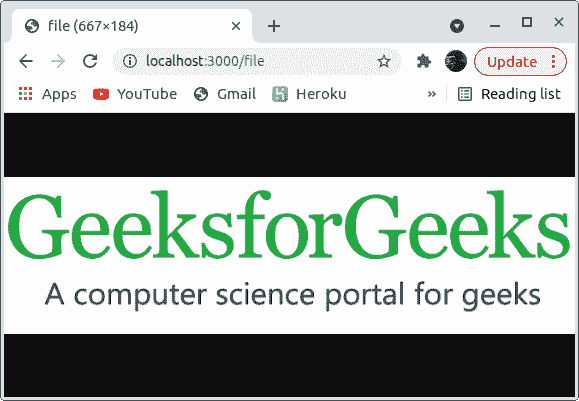 file (667×184)
localhost:3000/file
Update
Apps YouTube Gmail Heroku » Reading list
GeeksforGeeks
A computer science portal for geeks